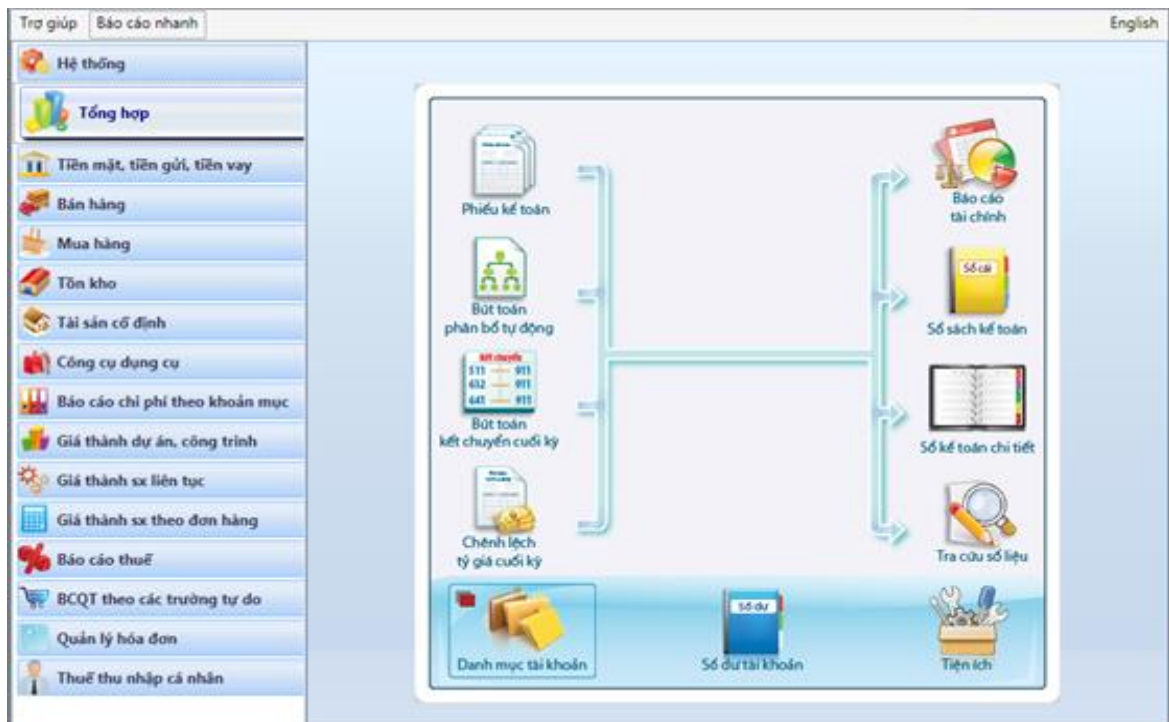 Trợ giúp Báo cáo nhanh English
Hệ thống
Tổng hợp
Tiền mặt, tiền gửi, tiền vay
Bán hàng
Mua hàng
Tồn kho
Tài sản cố định
Công cụ dụng cụ
Báo cáo chi phí theo khoản mục
Giá thành dự án, công trình
Giá thành sx liên tục
Giá thành sx theo đơn hàng
Báo cáo thuế
BCQT theo các trường tự do
Quản lý hóa đơn
Thuế thu nhập cá nhân
Phiếu kế toán
Bút toán
phân bổ tự động
Kết chuyển
511 911
632 911
641 911
Bút toán
kết chuyển cuối kỳ
Chênh lệch
tỷ giá cuối kỳ
Báo cáo
tài chính
Sổ cái
Sổ sách kế toán
Sổ kế toán chi tiết
Tra cứu số liệu
Danh mục tài khoản
Số dư
Số dư tài khoản
Tiện ích